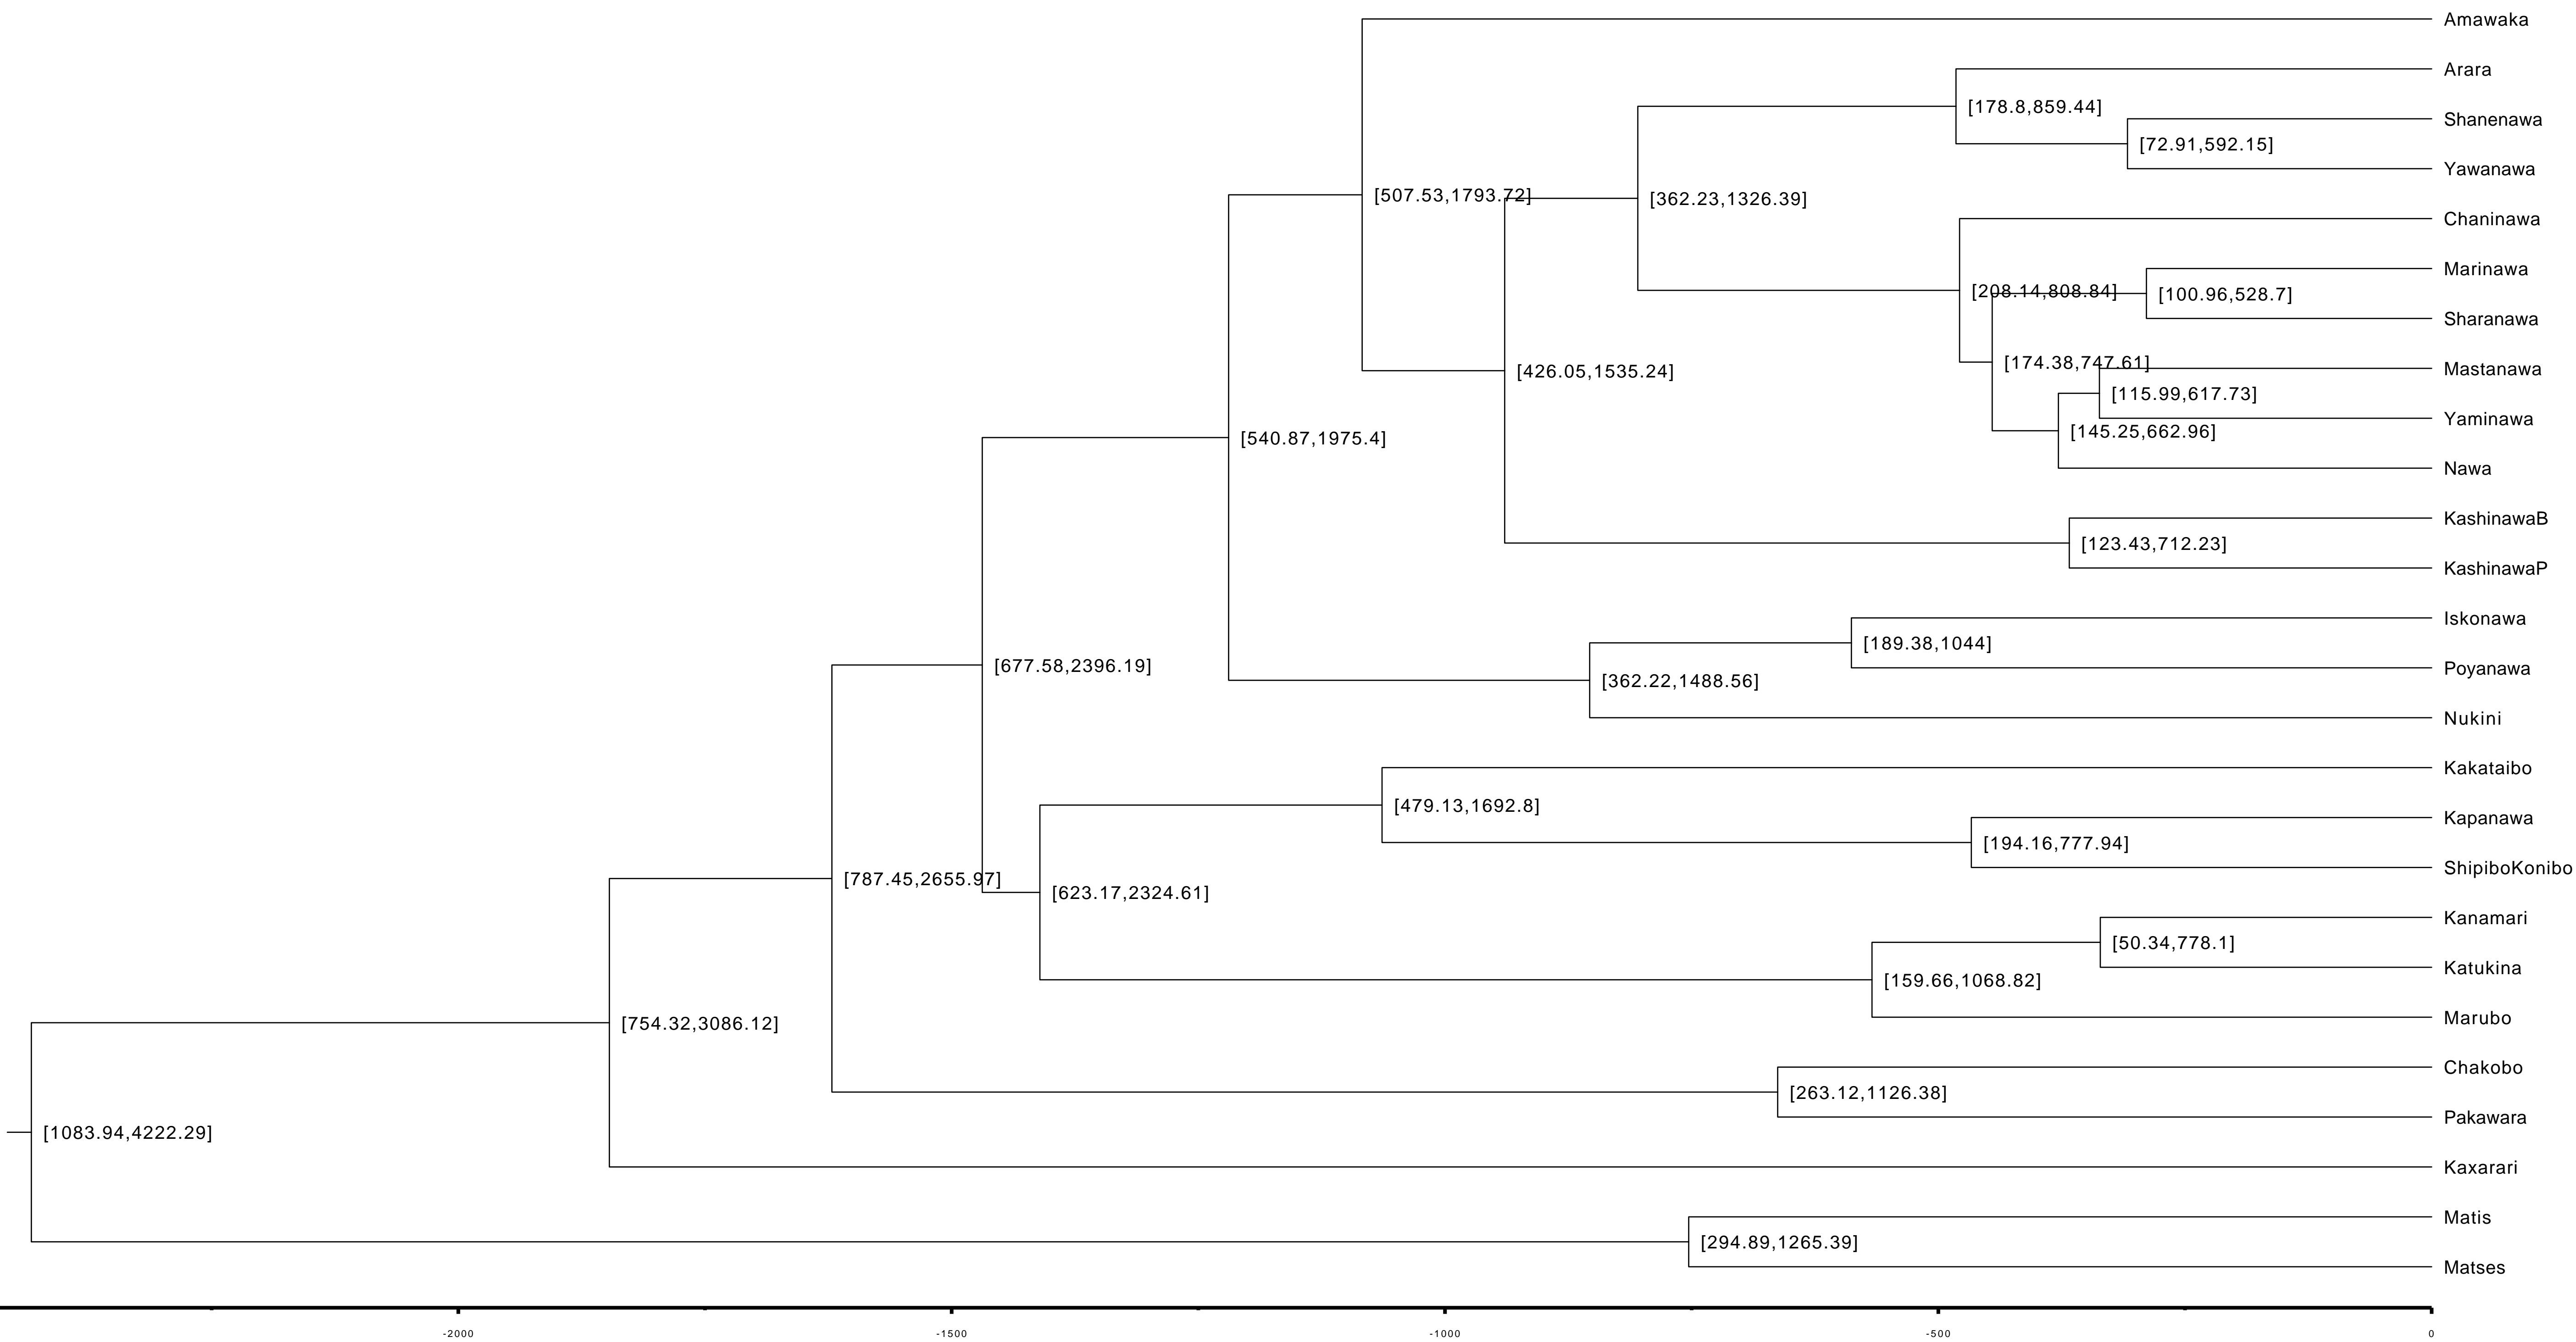 Amawaka
Arara
[178.8,859.44]
Shanenawa
[72.91,592.15]
Yawanawa
[507.53,1793.72]
[362.23,1326.39]
Chaninawa
Marinawa
[208.14,808.84]
[100.96,528.7]
Sharanawa
[174.38,747.61]
Mastanawa
[426.05,1535.24]
[115.99,617.73]
Yaminawa
[145.25,662.96]
[540.87,1975.4]
Nawa
KashinawaB
[123.43,712.23]
KashinawaP
Iskonawa
[189.38,1044]
Poyanawa
[677.58,2396.19]
[362.22,1488.56]
Nukini
Kakataibo
[479.13,1692.8]
Kapanawa
[194.16,777.94]
ShipiboKonibo
[787.45,2655.97]
[623.17,2324.61]
Kanamari
[50.34,778.1]
Katukina
[159.66,1068.82]
Marubo
[754.32,3086.12]
Chakobo
[263.12,1126.38]
Pakawara
[1083.94,4222.29]
Kaxarari
Matis
[294.89,1265.39]
Matses
-2000 -1500 -1000 -500 0